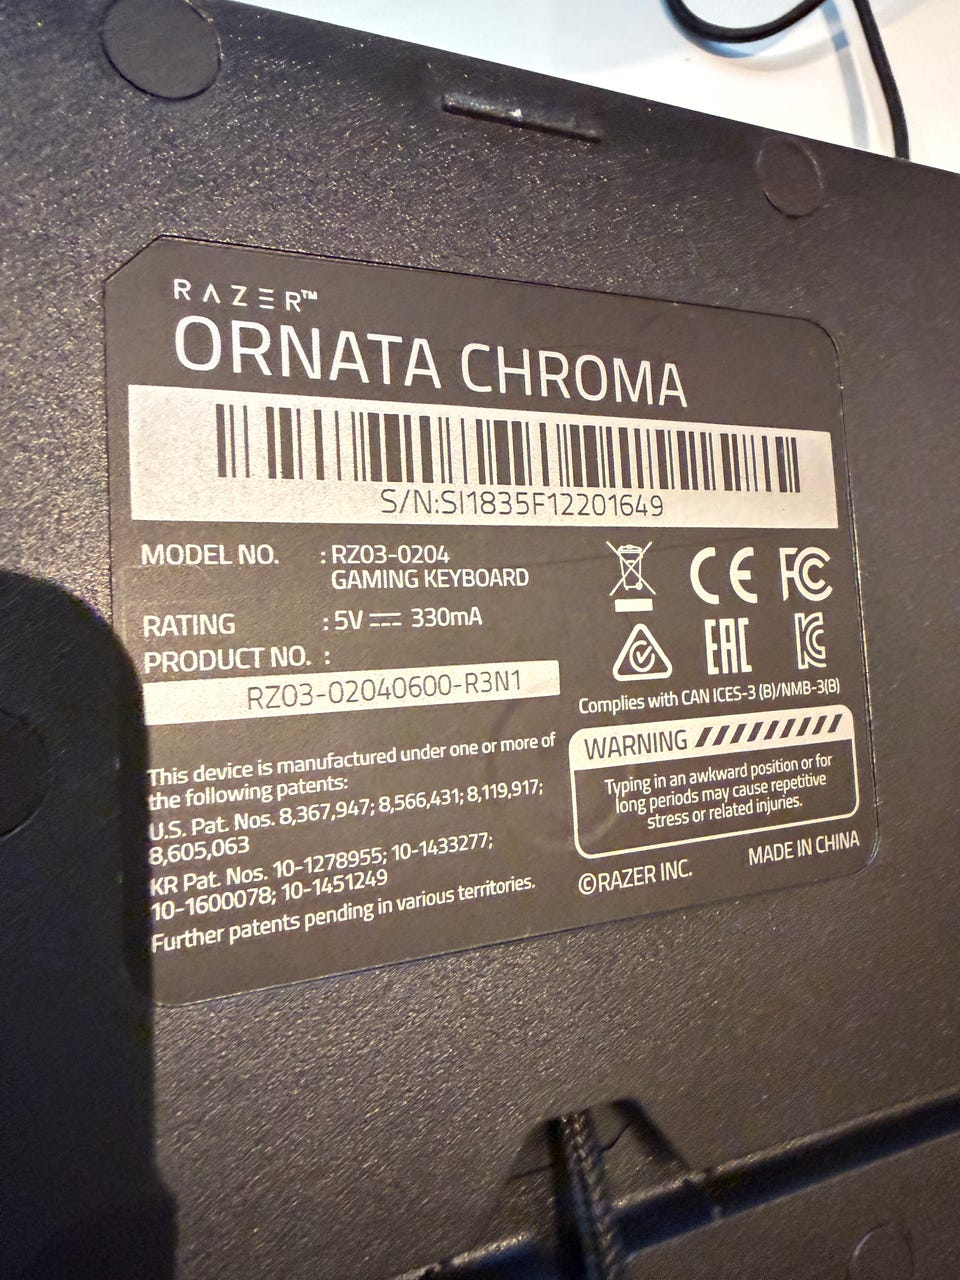 RAZER™
ORNATA CHROMA
S/N:SI1835F12201649
MODEL NO. : RZ03-0204
GAMING KEYBOARD
RATING : 5V ⎓ 330mA
PRODUCT NO. :
RZ03-02040600-R3N1
This device is manufactured under one or more of
the following patents:
U.S. Pat. Nos. 8,367,947; 8,566,431; 8,119,917;
8,605,063
KR Pat. Nos. 10-1278955; 10-1433277;
10-1600078; 10-1451249
Further patents pending in various territories.
CE FC
EAC KC
Complies with CAN ICES-3 (B)/NMB-3(B)
WARNING
Typing in an awkward position or for
long periods may cause repetitive
stress or related injuries.
©RAZER INC. MADE IN CHINA